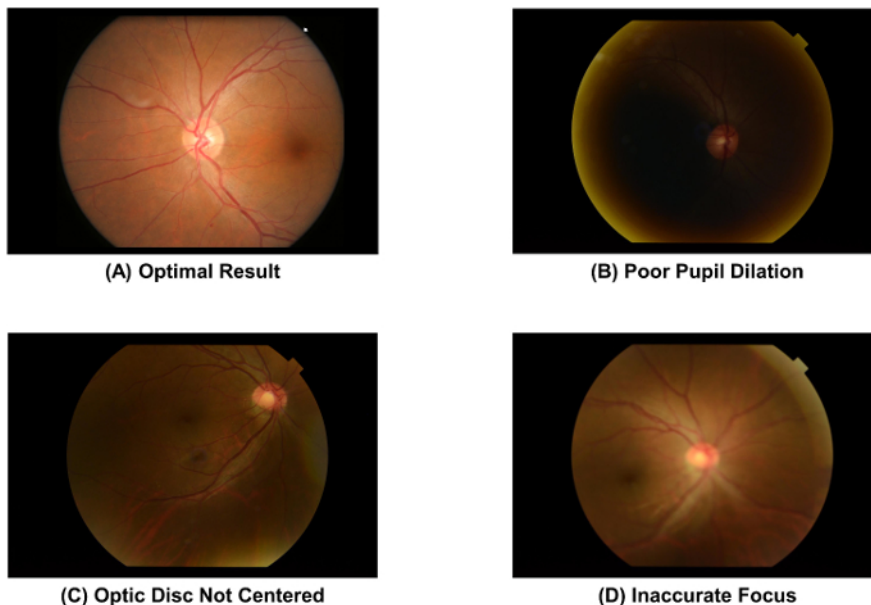 (A) Optimal Result
(B) Poor Pupil Dilation
(C) Optic Disc Not Centered
(D) Inaccurate Focus